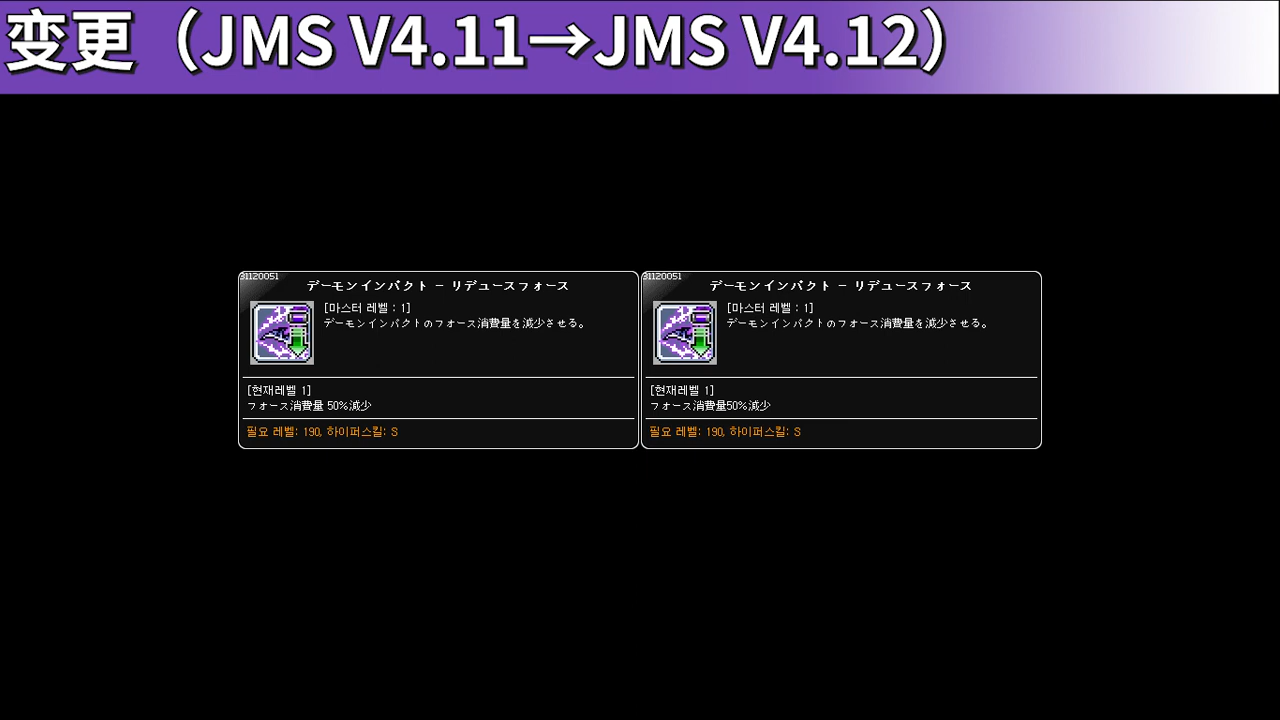 变更（JMS V4.11→JMS V4.12）
31120051
デーモンインパクト − リデュースフォース
[마스터 레벨 : 1]
デーモンインパクトのフォース消費量を減少させる。
[현재레벨 1]
フォース消費量 50%減少
필요 레벨: 190, 하이퍼스킬: S
31120051
デーモンインパクト − リデュースフォース
[마스터 레벨 : 1]
デーモンインパクトのフォース消費量を減少させる。
[현재레벨 1]
フォース消費量50%減少
필요 레벨: 190, 하이퍼스킬: S